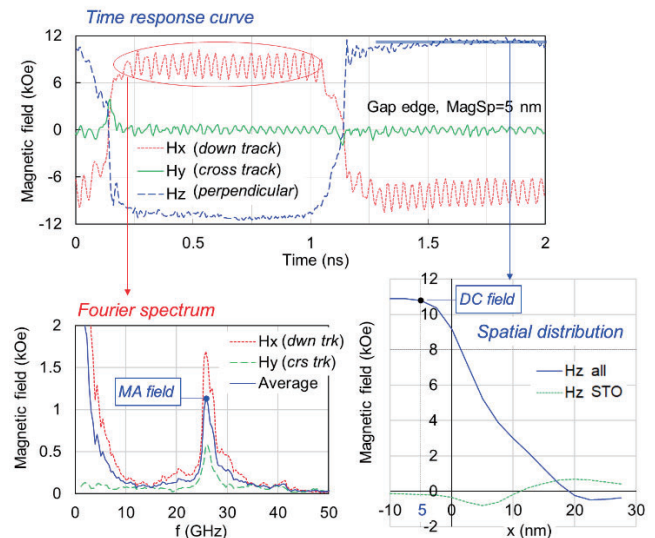 Time response curve
Magnetic field (kOe)
12
6
0
-6
-12
Gap edge, MagSp=5 nm
Hx (down track)
Hy (cross track)
Hz (perpendicular)
0
0.5
1
1.5
2
Time (ns)
Fourier spectrum
Magnetic field (kOe)
2
1.5
1
0.5
0
Hx (dwn trk)
Hy (crs trk)
Average
MA field
0
10
20
30
40
50
f (GHz)
Magnetic field (kOe)
12
10
8
6
4
2
0
-2
DC field
Spatial distribution
Hz all
Hz STO
-10
5
0
10
20
30
x (nm)